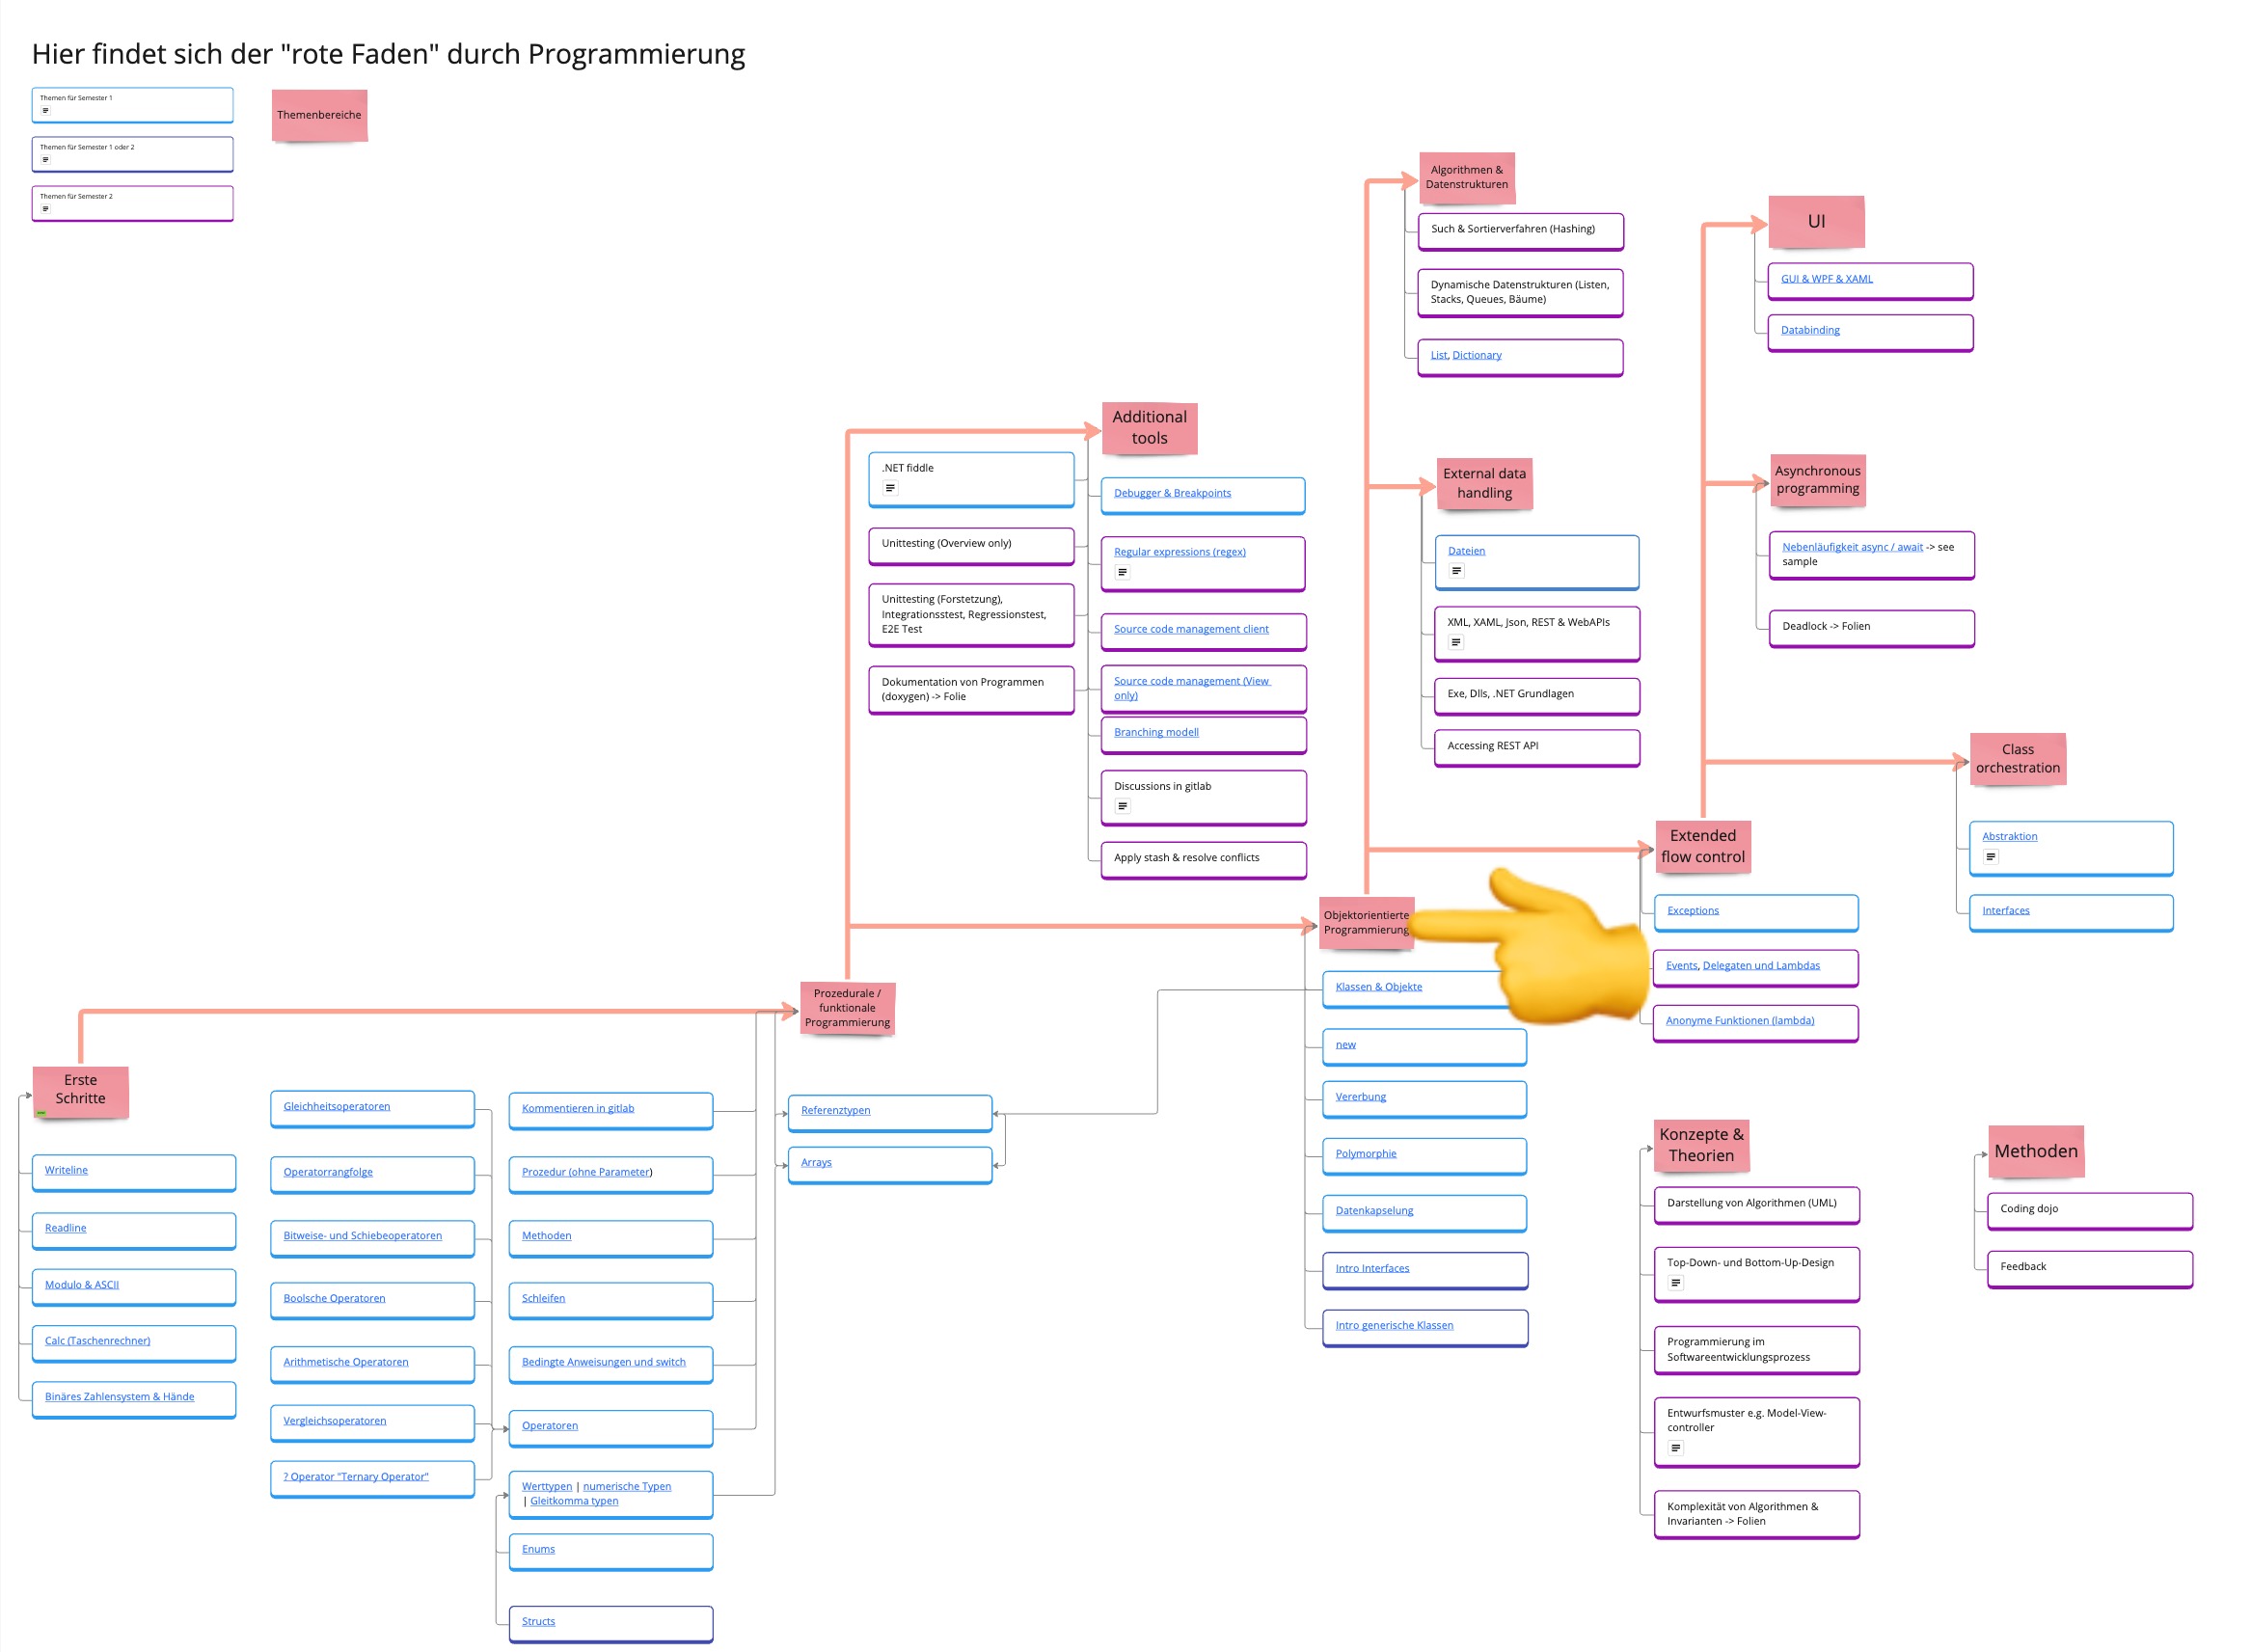 Hier findet sich der "rote Faden" durch Programmierung
Themen für Semester 1
Themen für Semester 1 oder 2
Themen für Semester 2
Themenbereiche
Algorithmen &
Datenstrukturen
Such & Sortierverfahren (Hashing)
Dynamische Datenstrukturen (Listen,
Stacks, Queues, Bäume)
List, Dictionary
UI
GUI & WPF & XAML
Databinding
Additional
tools
.NET fiddle
Unittesting (Overview only)
Unittesting (Forstetzung),
Integrationsstest, Regressionstest,
E2E Test
Dokumentation von Programmen
(doxygen) -> Folie
Debugger & Breakpoints
Regular expressions (regex)
Source code management client
Source code management (View
only)
Branching modell
Discussions in gitlab
Apply stash & resolve conflicts
External data
handling
Dateien
XML, XAML, Json, REST & WebAPIs
Exe, Dlls, .NET Grundlagen
Accessing REST API
Asynchronous
programming
Nebenläufigkeit async / await -> see
sample
Deadlock -> Folien
Class
orchestration
Abstraktion
Interfaces
Extended
flow control
Exceptions
Events, Delegaten und Lambdas
Anonyme Funktionen (lambda)
Objektorientierte
Programmierung
Klassen & Objekte
new
Vererbung
Polymorphie
Datenkapselung
Intro Interfaces
Intro generische Klassen
Prozedurale /
funktionale
Programmierung
Referenztypen
Arrays
Erste
Schritte
Writeline
Readline
Modulo & ASCII
Calc (Taschenrechner)
Binäres Zahlensystem & Hände
Gleichheitsoperatoren
Operatorrangfolge
Bitweise- und Schiebeoperatoren
Boolsche Operatoren
Arithmetische Operatoren
Vergleichsoperatoren
? Operator "Ternary Operator"
Kommentieren in gitlab
Prozedur (ohne Parameter)
Methoden
Schleifen
Bedingte Anweisungen und switch
Operatoren
Werttypen | numerische Typen
| Gleitkomma typen
Enums
Structs
Konzepte &
Theorien
Darstellung von Algorithmen (UML)
Top-Down- und Bottom-Up-Design
Programmierung im
Softwareentwicklungsprozess
Entwurfsmuster e.g. Model-View-
controller
Komplexität von Algorithmen &
Invarianten -> Folien
Methoden
Coding dojo
Feedback